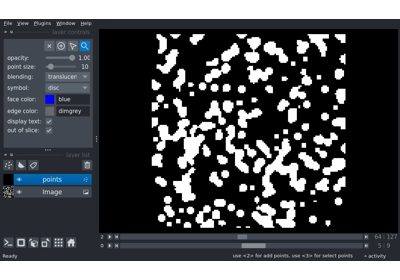 File View Plugins Window Help
layer controls
opacity: 1.00
point size: 10
blending: translucen
symbol: disc
face color: blue
edge color: dimgrey
display text:
out of slice:
layer list
points
Image
2 64 127
0 5 9
Ready use <2> for add points, use <3> for select points activity